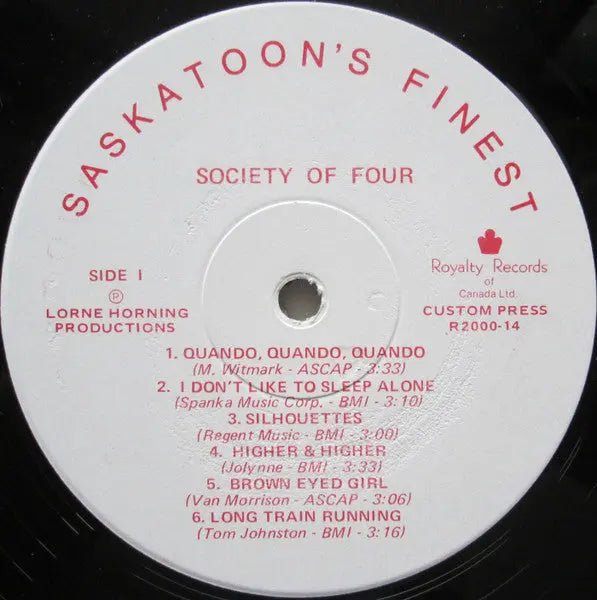 SASKATOON'S FINEST
SOCIETY OF FOUR
SIDE I
℗
LORNE HORNING
PRODUCTIONS
Royalty Records
of
Canada Ltd.
CUSTOM PRESS
R2000-14
1. QUANDO, QUANDO, QUANDO
(M. Witmark - ASCAP - 3:33)
2. I DON'T LIKE TO SLEEP ALONE
(Spanka Music Corp. - BMI - 3:10)
3. SILHOUETTES
(Regent Music - BMI - 3:00)
4. HIGHER & HIGHER
(Jolynne - BMI - 3:33)
5. BROWN EYED GIRL
(Van Morrison - ASCAP - 3:06)
6. LONG TRAIN RUNNING
(Tom Johnston - BMI - 3:16)